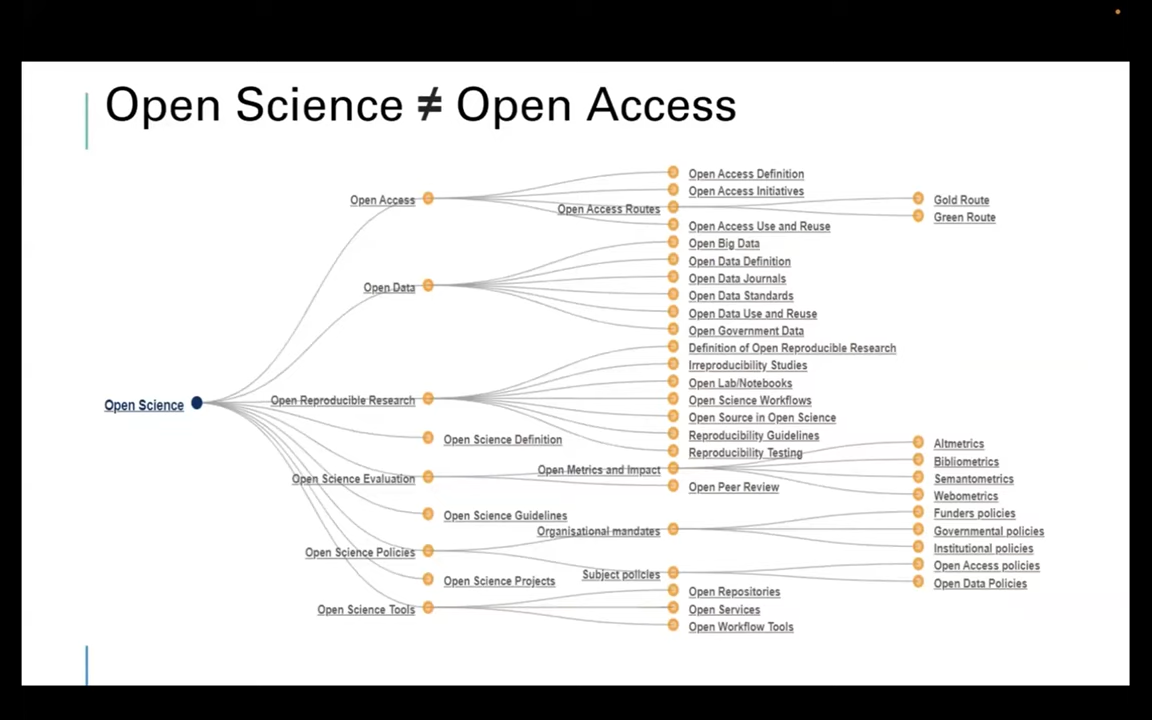 Open Science ≠ Open Access
Open Science
Open Access
Open Access Definition
Open Access Initiatives
Open Access Routes
Gold Route
Green Route
Open Access Use and Reuse
Open Data
Open Big Data
Open Data Definition
Open Data Journals
Open Data Standards
Open Data Use and Reuse
Open Government Data
Open Reproducible Research
Definition of Open Reproducible Research
Irreproducibility Studies
Open Lab/Notebooks
Open Science Workflows
Open Source in Open Science
Reproducibility Guidelines
Reproducibility Testing
Open Science Definition
Open Science Evaluation
Open Metrics and Impact
Altmetrics
Bibliometrics
Semantometrics
Webometrics
Open Peer Review
Open Science Guidelines
Open Science Policies
Organisational mandates
Funders policies
Governmental policies
Institutional policies
Subject policies
Open Access policies
Open Data Policies
Open Science Projects
Open Science Tools
Open Repositories
Open Services
Open Workflow Tools